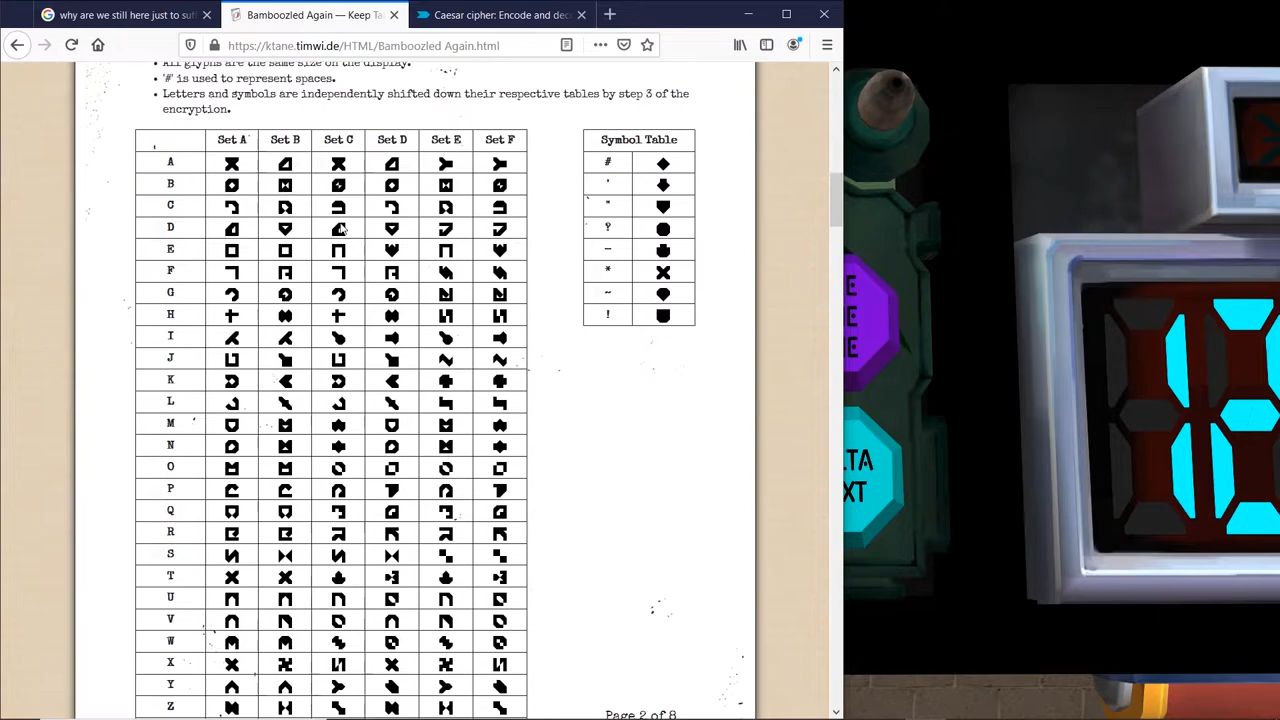 why are we still here just to suf
Bamboozled Again — Keep Ta
Caesar cipher: Encode and dec
https://ktane.timwi.de/HTML/Bamboozled Again.html
• All glyphs are the same size on the display.
• '#' is used to represent spaces.
• Letters and symbols are independently shifted down their respective tables by step 3 of the
encryption.
Set A Set B Set C Set D Set E Set F
A
B
C
D
E
F
G
H
I
J
K
L
M
N
O
P
Q
R
S
T
U
V
W
X
Y
Z
Symbol Table
#
'
"
?
-
*
~
!
Page 2 of 8
E
E
E
LTA
XT